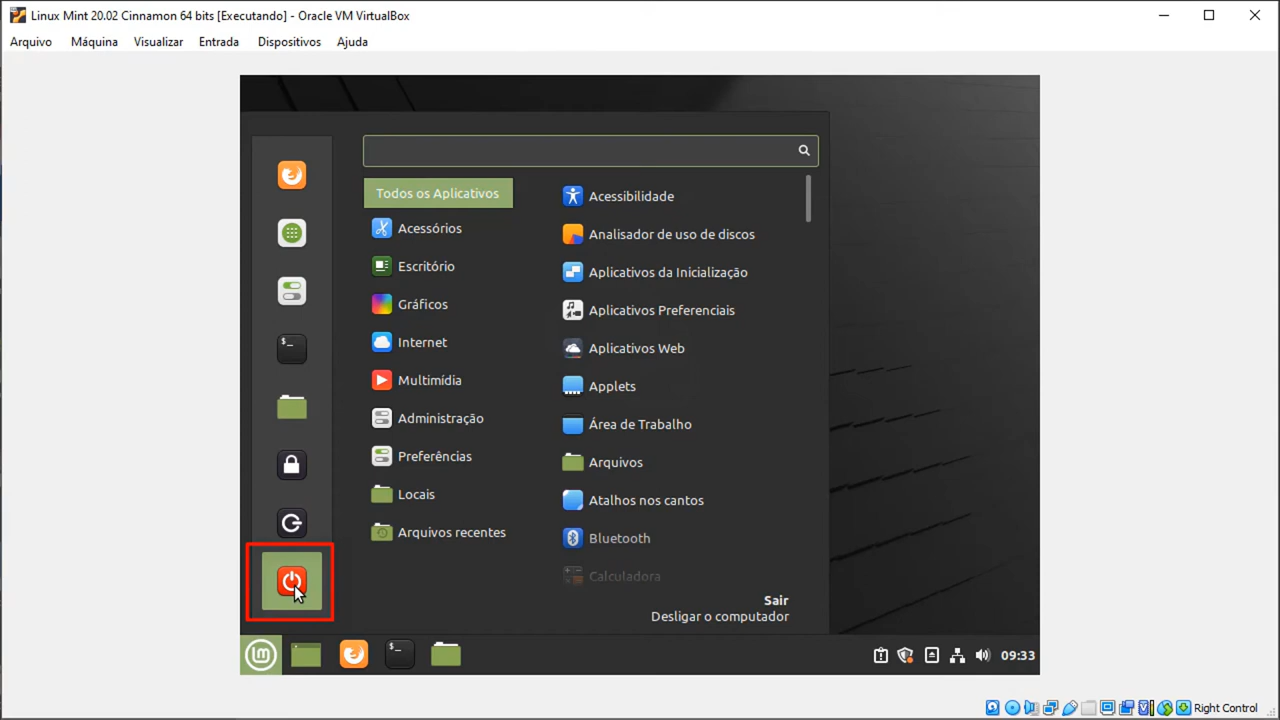 Linux Mint 20.02 Cinnamon 64 bits [Executando] - Oracle VM VirtualBox
Arquivo Máquina Visualizar Entrada Dispositivos Ajuda
Todos os Aplicativos
Acessórios
Escritório
Gráficos
Internet
Multimídia
Administração
Preferências
Locais
Arquivos recentes
Acessibilidade
Analisador de uso de discos
Aplicativos da Inicialização
Aplicativos Preferenciais
Aplicativos Web
Applets
Área de Trabalho
Arquivos
Atalhos nos cantos
Bluetooth
Calculadora
Sair
Desligar o computador
09:33
Right Control